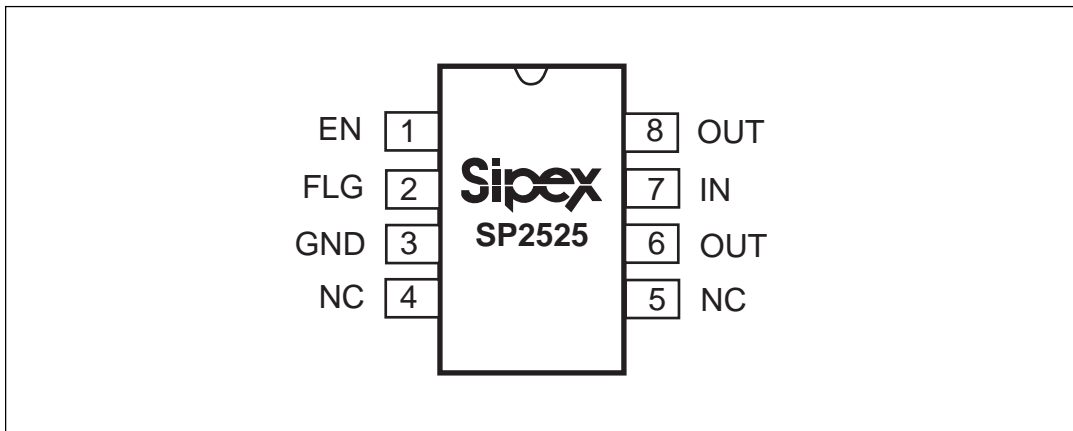 EN 1 8 OUT
FLG 2 Sipex 7 IN
SP2525
GND 3 6 OUT
NC 4 5 NC